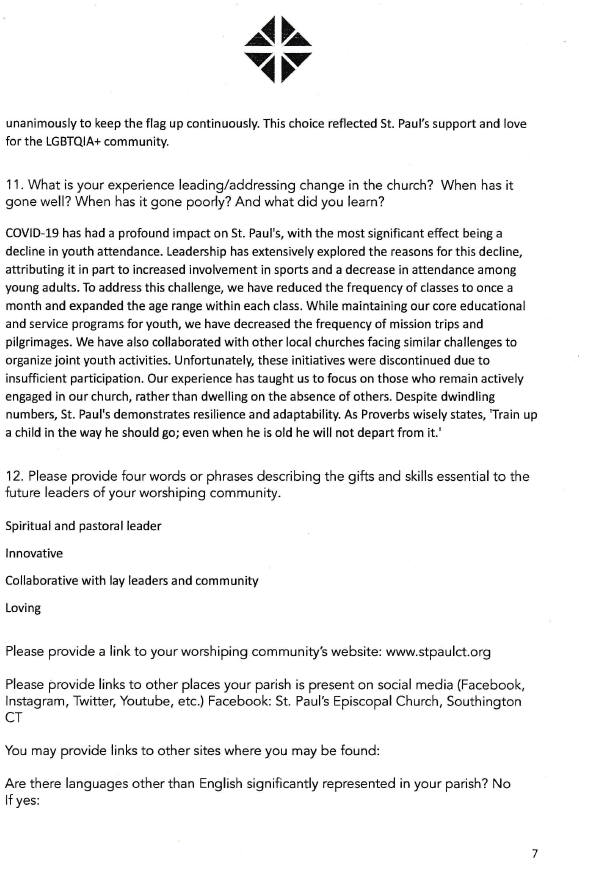 unanimously to keep the flag up continuously. This choice reflected St. Paul's support and love
for the LGBTQIA+ community.
11. What is your experience leading/addressing change in the church? When has it
gone well? When has it gone poorly? And what did you learn?
COVID-19 has had a profound impact on St. Paul's, with the most significant effect being a
decline in youth attendance. Leadership has extensively explored the reasons for this decline,
attributing it in part to increased involvement in sports and a decrease in attendance among
young adults. To address this challenge, we have reduced the frequency of classes to once a
month and expanded the age range within each class. While maintaining our core educational
and service programs for youth, we have decreased the frequency of mission trips and
pilgrimages. We have also collaborated with other local churches facing similar challenges to
organize joint youth activities. Unfortunately, these initiatives were discontinued due to
insufficient participation. Our experience has taught us to focus on those who remain actively
engaged in our church, rather than dwelling on the absence of others. Despite dwindling
numbers, St. Paul's demonstrates resilience and adaptability. As Proverbs wisely states, 'Train up
a child in the way he should go; even when he is old he will not depart from it.'
12. Please provide four words or phrases describing the gifts and skills essential to the
future leaders of your worshiping community.
Spiritual and pastoral leader
Innovative
Collaborative with lay leaders and community
Loving
Please provide a link to your worshiping community's website: www.stpaulct.org
Please provide links to other places your parish is present on social media (Facebook,
Instagram, Twitter, Youtube, etc.) Facebook: St. Paul's Episcopal Church, Southington
CT
You may provide links to other sites where you may be found:
Are there languages other than English significantly represented in your parish? No
If yes:
7